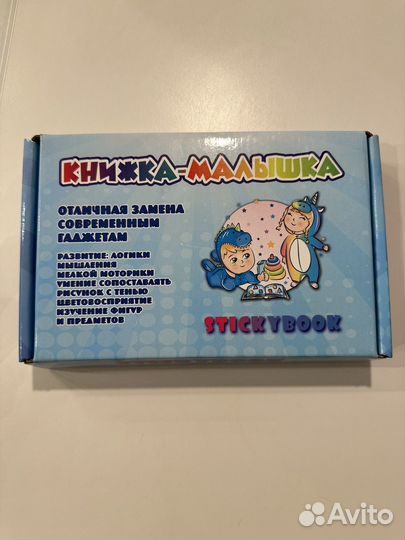 КНИЖКА-МАЛЫШКА
ОТЛИЧНАЯ ЗАМЕНА
СОВРЕМЕННЫМ
ГАДЖЕТАМ
РАЗВИТИЕ: ЛОГИКИ
МЫШЛЕНИЯ
МЕЛКОЙ МОТОРИКИ
УМЕНИЕ СОПОСТАВЛЯТЬ
РИСУНОК С ТЕНЬЮ
ЦВЕТОВОСПРИЯТИЕ
ИЗУЧЕНИЕ ФИГУР
И ПРЕДМЕТОВ
STICKYBOOK
Avito